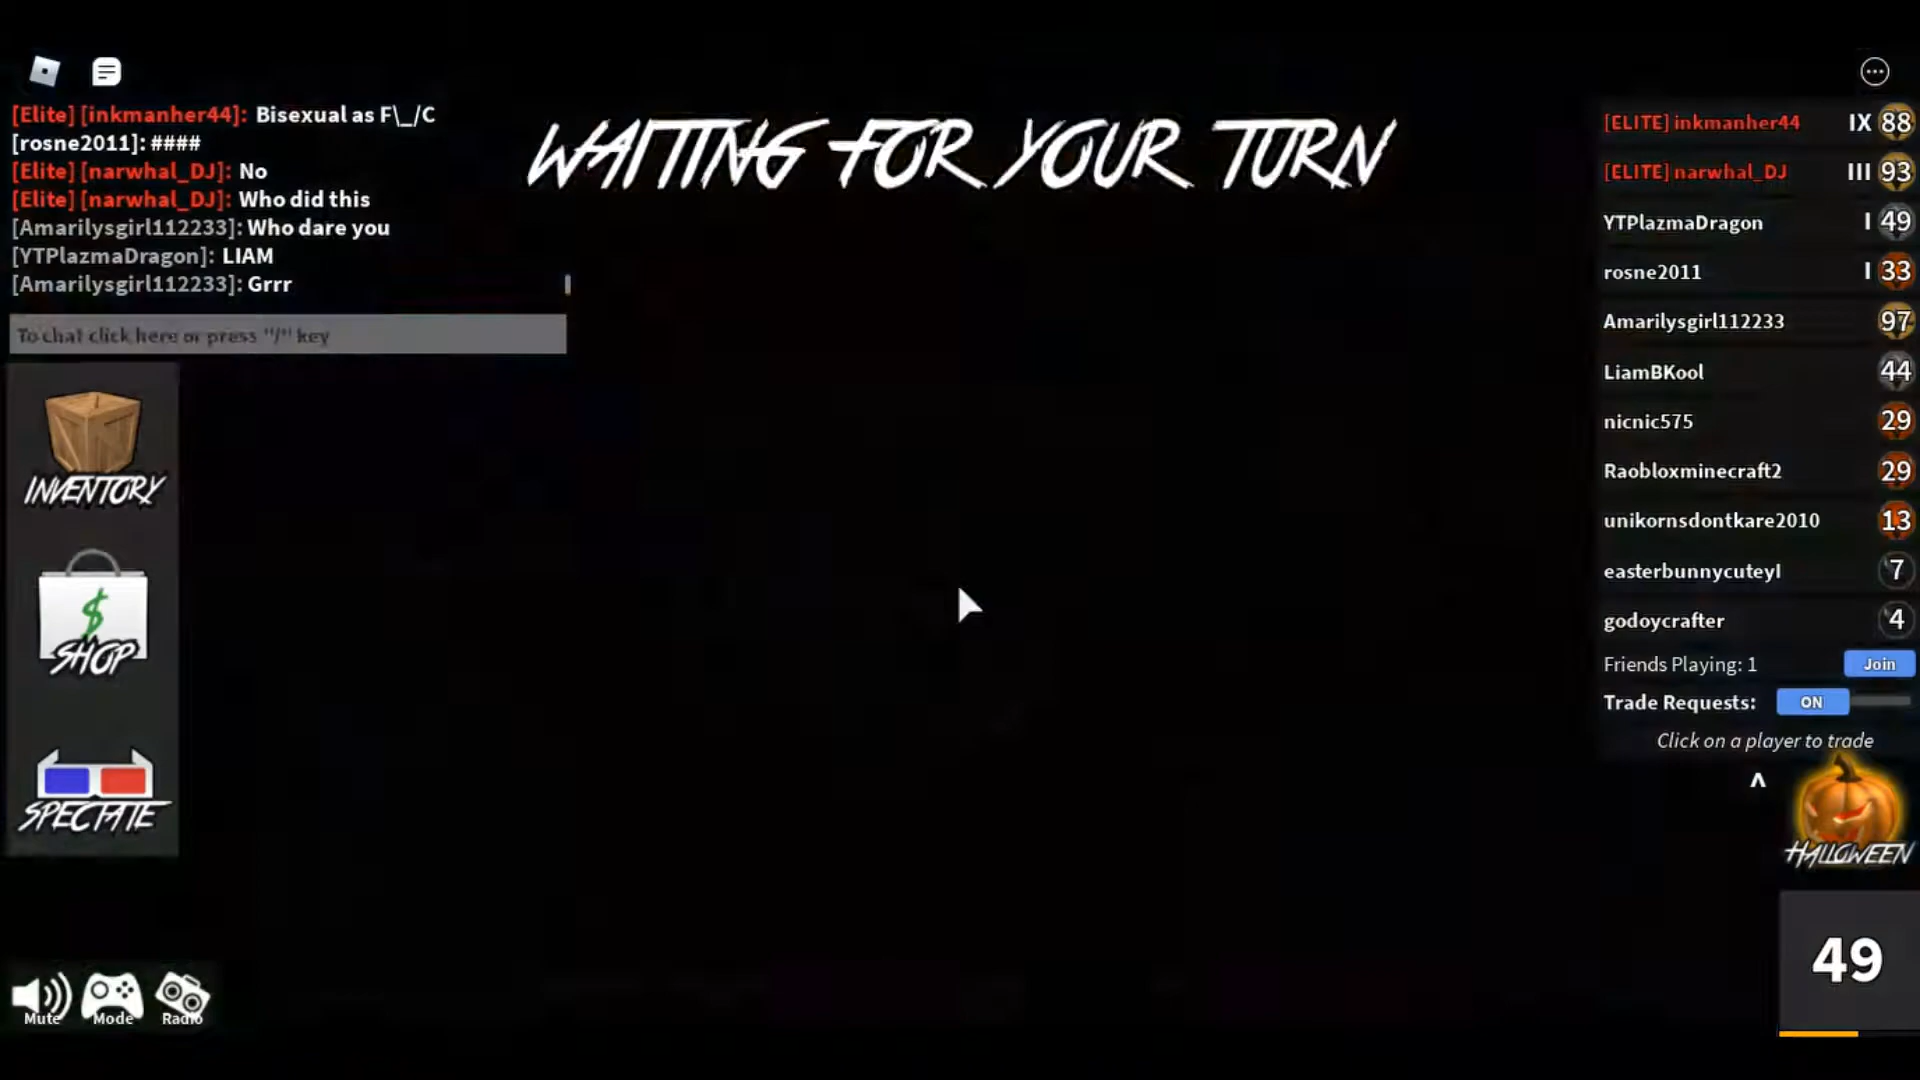 [Elite] [inkmanher44]: Bisexual as F\_/C
[rosne2011]: ####
[Elite] [narwhal_DJ]: No
[Elite] [narwhal_DJ]: Who did this
[Amarilysgirl112233]: Who dare you
[YTPlazmaDragon]: LIAM
[Amarilysgirl112233]: Grrr
To chat click here or press "/" key
WAITING FOR YOUR TURN
INVENTORY
$
SHOP
SPECTATE
Mute
Mode
Radio
[ELITE] inkmanher44 IX 88
[ELITE] narwhal_DJ III 93
YTPlazmaDragon I 49
rosne2011 I 33
Amarilysgirl112233 97
LiamBKool 44
nicnic575 29
Raobloxminecraft2 29
unikornsdontkare2010 13
easterbunnycuteyI 7
godoycrafter 4
Friends Playing: 1 Join
Trade Requests: ON
Click on a player to trade
HALLOWEEN
49